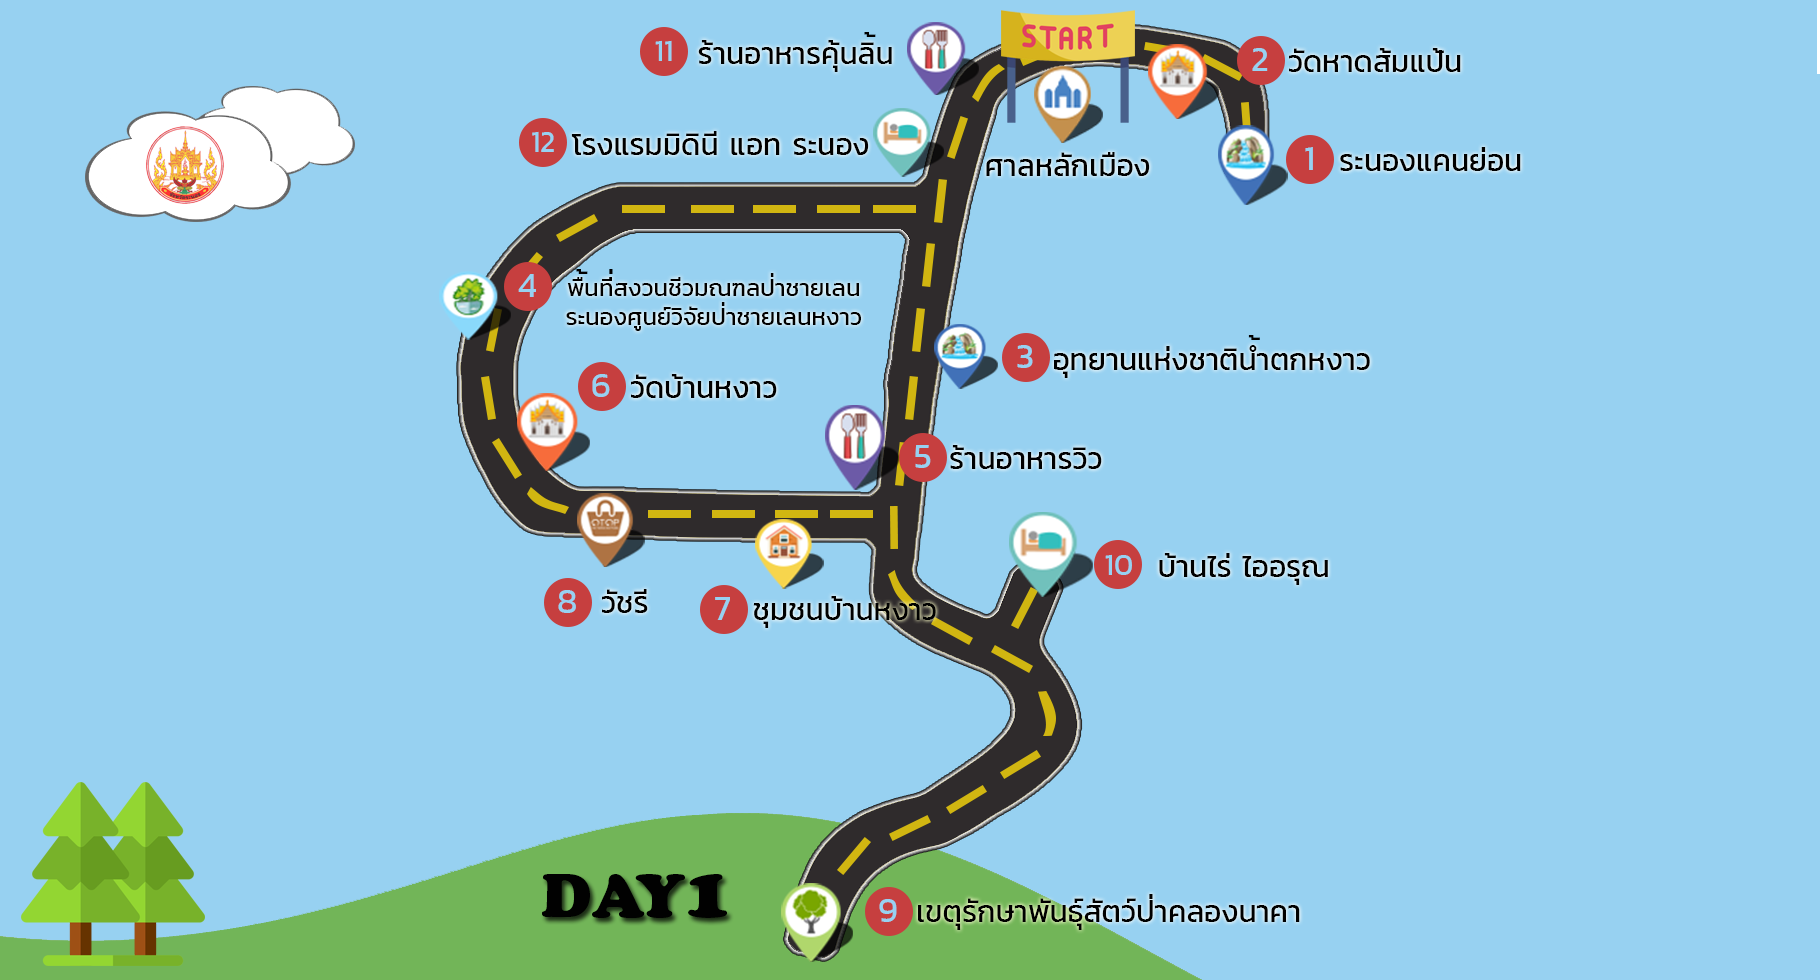 START
ศาลหลักเมือง
1 ระนองแคนย่อน
2 วัดหาดส้มแป้น
3 อุทยานแห่งชาติน้ำตกหงาว
4 พื้นที่สงวนชีวมณฑลป่าชายเลน
ระนองศูนย์วิจัยป่าชายเลนหงาว
5 ร้านอาหารวิว
6 วัดบ้านหงาว
7 ชุมชนบ้านหงาว
8 วัชรี
OTOP
9 เขตุรักษาพันธุ์สัตว์ป่าคลองนาคา
10 บ้านไร่ ไออรุณ
11 ร้านอาหารคุ้นลิ้น
12 โรงแรมมิดินี แอท ระนอง
DAY1